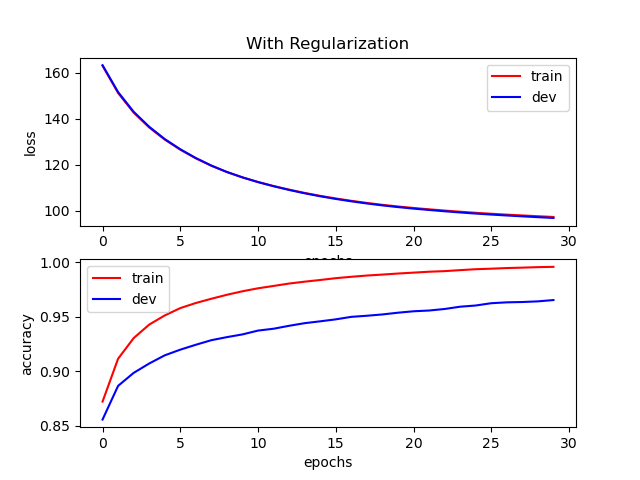 With Regularization
160
140
120
100
loss
train
dev
0 5 10 15 20 25 30
epochs
1.00
0.95
0.90
0.85
accuracy
train
dev
0 5 10 15 20 25 30
epochs